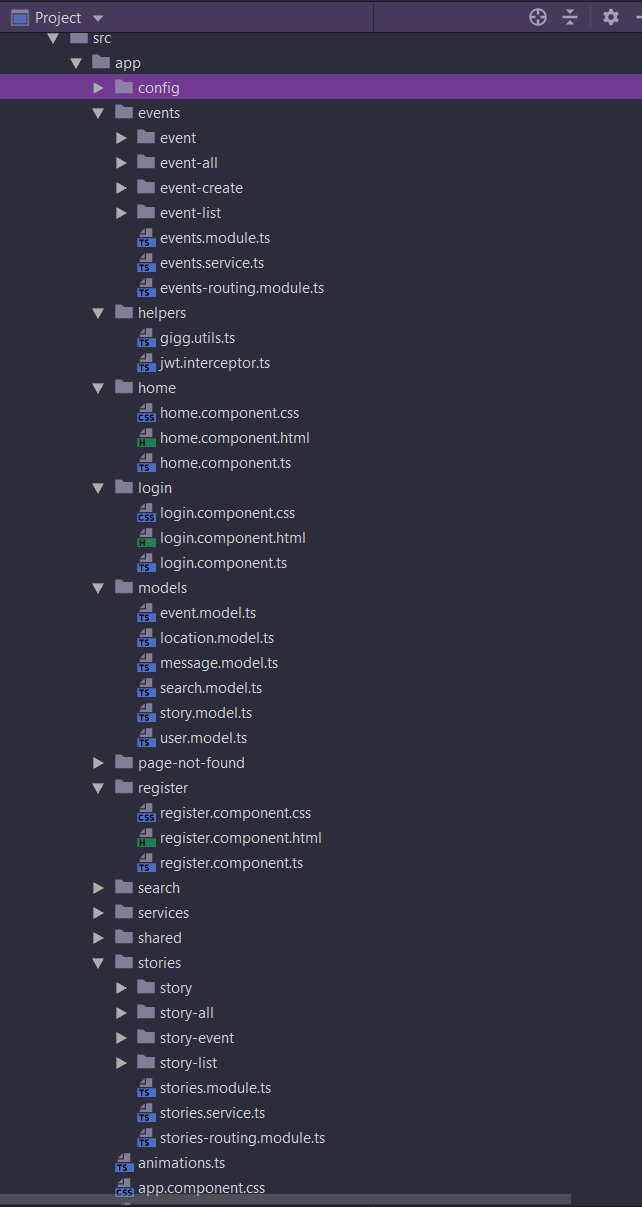 Project
src
app
config
events
event
event-all
event-create
event-list
TS events.module.ts
TS events.service.ts
TS events-routing.module.ts
helpers
TS gigg.utils.ts
TS jwt.interceptor.ts
home
CSS home.component.css
H home.component.html
TS home.component.ts
login
CSS login.component.css
H login.component.html
TS login.component.ts
models
TS event.model.ts
TS location.model.ts
TS message.model.ts
TS search.model.ts
TS story.model.ts
TS user.model.ts
page-not-found
register
CSS register.component.css
H register.component.html
TS register.component.ts
search
services
shared
stories
story
story-all
story-event
story-list
TS stories.module.ts
TS stories.service.ts
TS stories-routing.module.ts
TS animations.ts
CSS app.component.css